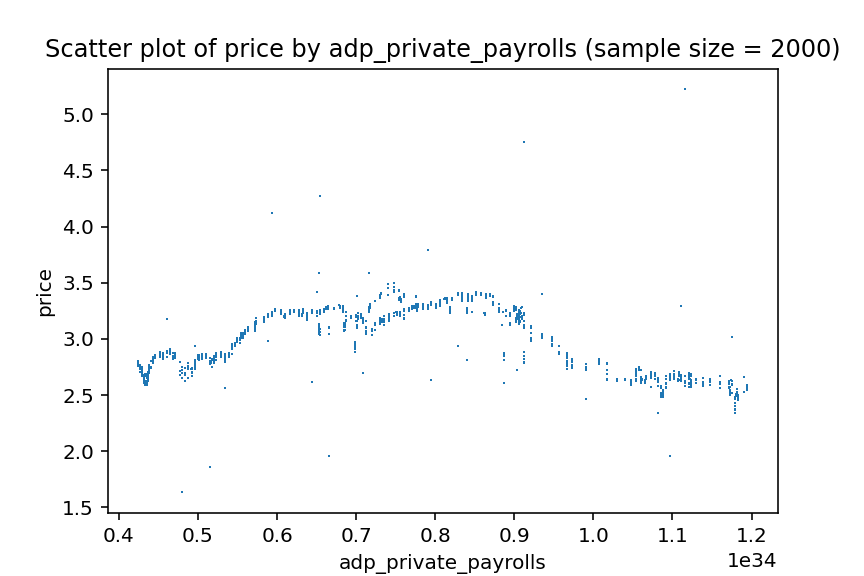 Scatter plot of price by adp_private_payrolls (sample size = 2000)
5.0
4.5
4.0
3.5
3.0
2.5
2.0
1.5
price
0.4 0.5 0.6 0.7 0.8 0.9 1.0 1.1 1.2
1e34
adp_private_payrolls